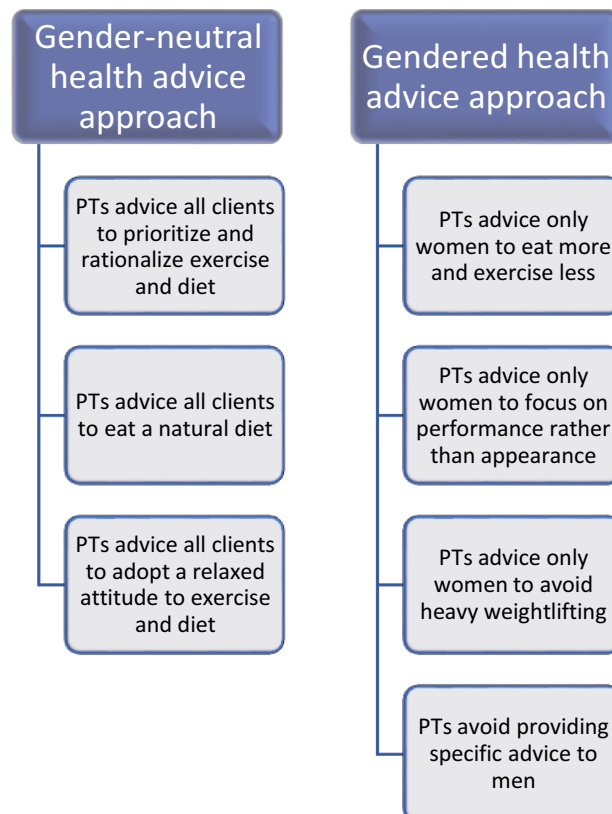 Gender-neutral
health advice
approach
PTs advice all clients
to prioritize and
rationalize exercise
and diet
PTs advice all clients
to eat a natural diet
PTs advice all clients
to adopt a relaxed
attitude to exercise
and diet
Gendered health
advice approach
PTs advice only
women to eat more
and exercise less
PTs advice only
women to focus on
performance rather
than appearance
PTs advice only
women to avoid
heavy weightlifting
PTs avoid providing
specific advice to
men